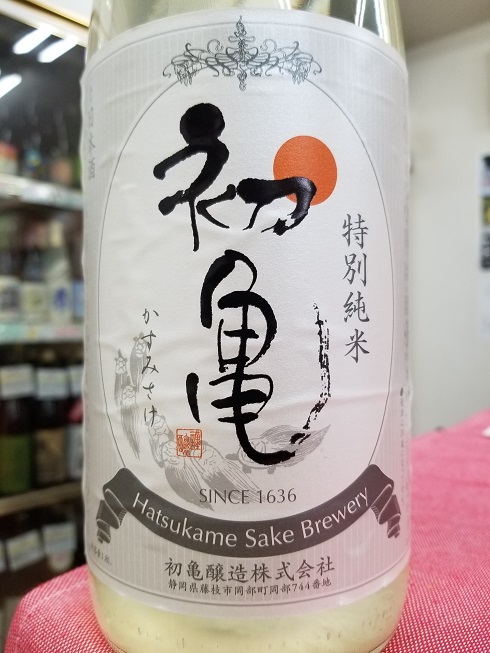 初亀
特別純米
かすみさけ
SINCE 1636
Hatsukame Sake Brewery
初亀醸造株式会社
静岡県藤枝市岡部町岡部744番地